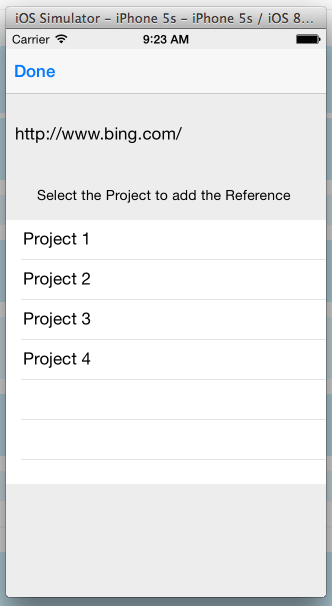 iOS Simulator – iPhone 5s – iPhone 5s / iOS 8...
Carrier 9:23 AM
Done
http://www.bing.com/
Select the Project to add the Reference
Project 1
Project 2
Project 3
Project 4